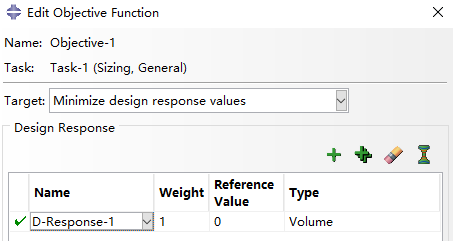 Edit Objective Function
Name: Objective-1
Task: Task-1 (Sizing, General)
Target: Minimize design response values
Design Response
Name Weight Reference Value Type
D-Response-1 1 0 Volume